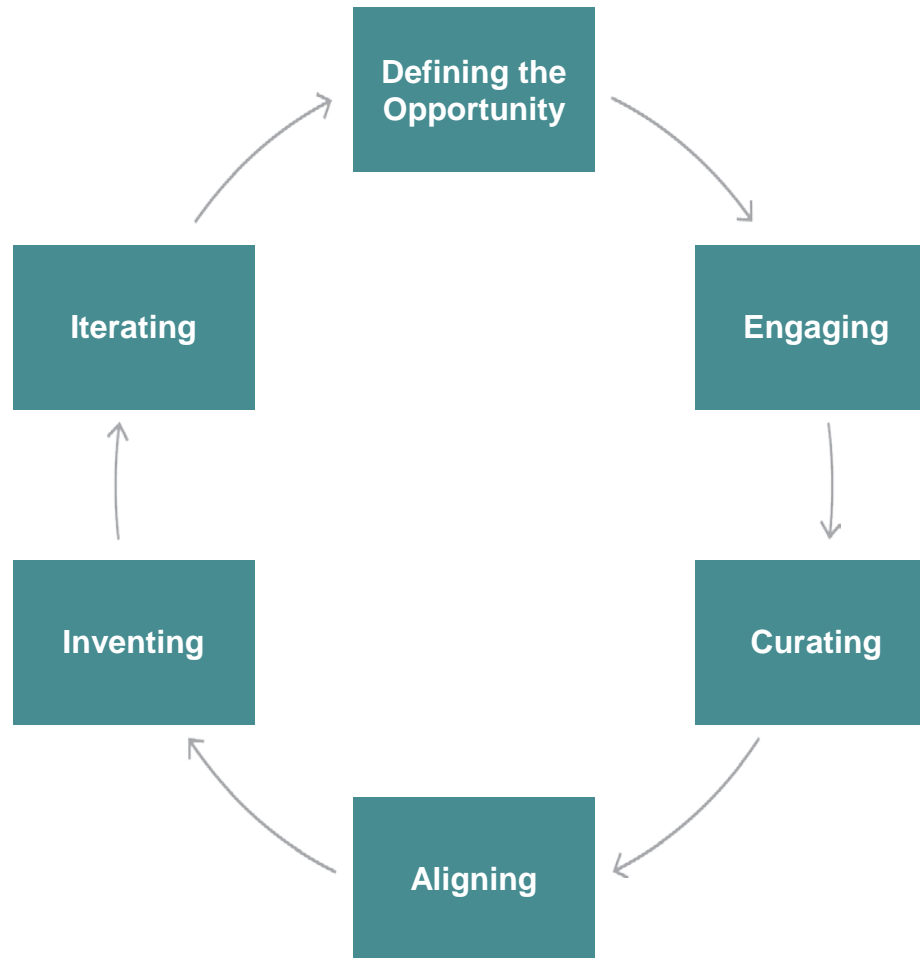 Defining the
Opportunity
Engaging
Curating
Aligning
Inventing
Iterating